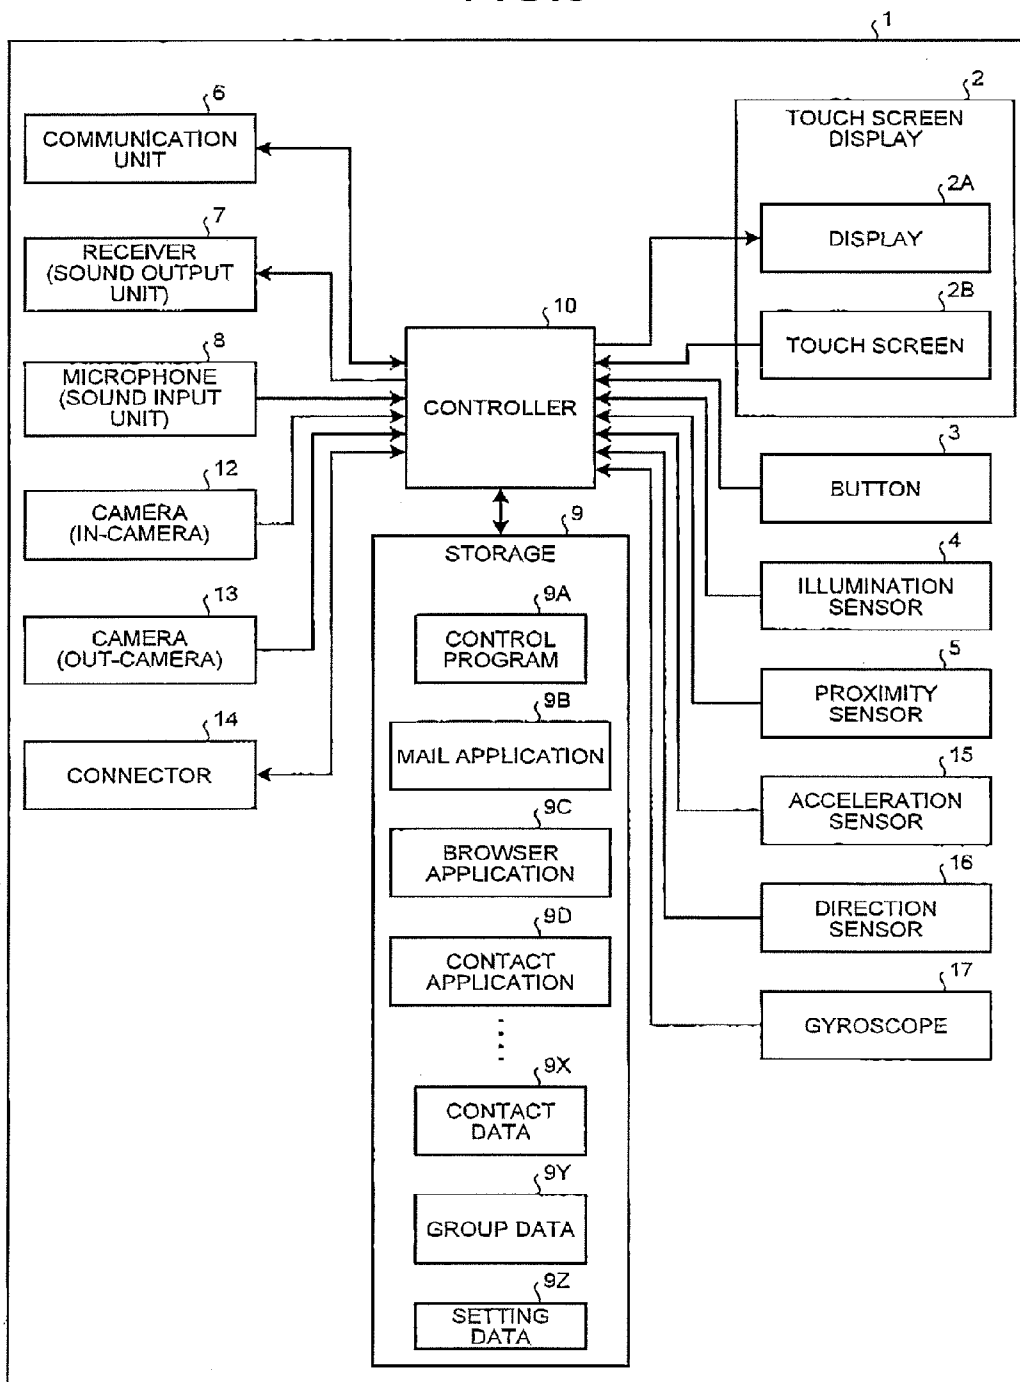 1
6
COMMUNICATION
UNIT
7
RECEIVER
(SOUND OUTPUT
UNIT)
8
MICROPHONE
(SOUND INPUT
UNIT)
12
CAMERA
(IN-CAMERA)
13
CAMERA
(OUT-CAMERA)
14
CONNECTOR
10
CONTROLLER
9
STORAGE
9A
CONTROL
PROGRAM
9B
MAIL APPLICATION
9C
BROWSER
APPLICATION
9D
CONTACT
APPLICATION
9X
CONTACT
DATA
9Y
GROUP DATA
9Z
SETTING
DATA
2
TOUCH SCREEN
DISPLAY
2A
DISPLAY
2B
TOUCH SCREEN
3
BUTTON
4
ILLUMINATION
SENSOR
5
PROXIMITY
SENSOR
15
ACCELERATION
SENSOR
16
DIRECTION
SENSOR
17
GYROSCOPE